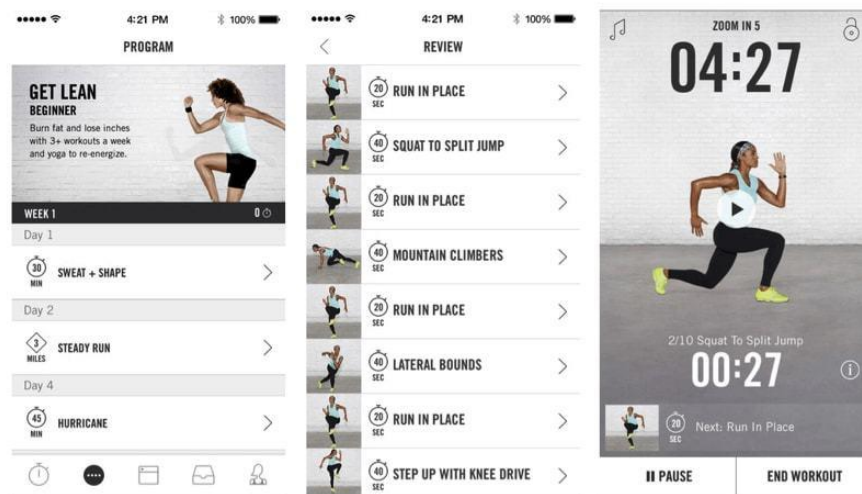 4:21 PM
100%
PROGRAM
GET LEAN
BEGINNER
Burn fat and lose inches
with 3+ workouts a week
and yoga to re-energize.
WEEK 1
0
Day 1
30
MIN
SWEAT + SHAPE
Day 2
3
MILES
STEADY RUN
Day 4
45
MIN
HURRICANE
4:21 PM
100%
REVIEW
20
SEC
RUN IN PLACE
40
SEC
SQUAT TO SPLIT JUMP
20
SEC
RUN IN PLACE
40
SEC
MOUNTAIN CLIMBERS
20
SEC
RUN IN PLACE
40
SEC
LATERAL BOUNDS
20
SEC
RUN IN PLACE
40
SEC
STEP UP WITH KNEE DRIVE
ZOOM IN 5
04:27
2/10 Squat To Split Jump
00:27
20
SEC
Next: Run In Place
PAUSE
END WORKOUT